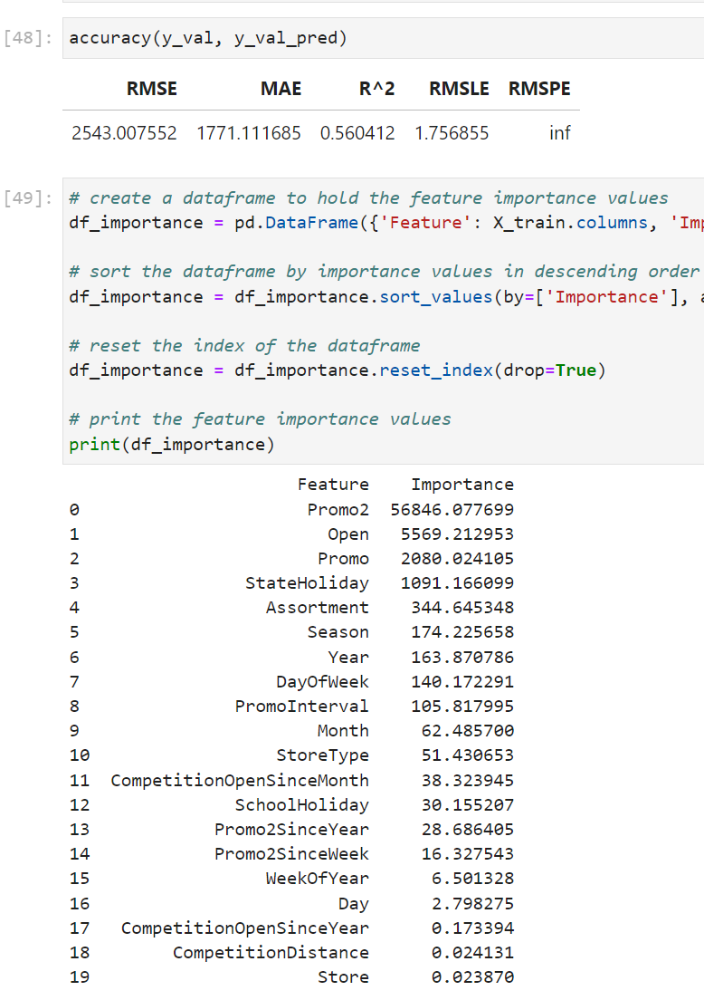 [48]: accuracy(y_val, y_val_pred)
RMSE MAE R^2 RMSLE RMSPE
2543.007552 1771.111685 0.560412 1.756855 inf
[49]: # create a dataframe to hold the feature importance values
df_importance = pd.DataFrame({'Feature': X_train.columns, 'Imp
# sort the dataframe by importance values in descending order
df_importance = df_importance.sort_values(by=['Importance'], a
# reset the index of the dataframe
df_importance = df_importance.reset_index(drop=True)
# print the feature importance values
print(df_importance)
Feature Importance
0 Promo2 56846.077699
1 Open 5569.212953
2 Promo 2080.024105
3 StateHoliday 1091.166099
4 Assortment 344.645348
5 Season 174.225658
6 Year 163.870786
7 DayOfWeek 140.172291
8 PromoInterval 105.817995
9 Month 62.485700
10 StoreType 51.430653
11 CompetitionOpenSinceMonth 38.323945
12 SchoolHoliday 30.155207
13 Promo2SinceYear 28.686405
14 Promo2SinceWeek 16.327543
15 WeekOfYear 6.501328
16 Day 2.798275
17 CompetitionOpenSinceYear 0.173394
18 CompetitionDistance 0.024131
19 Store 0.023870